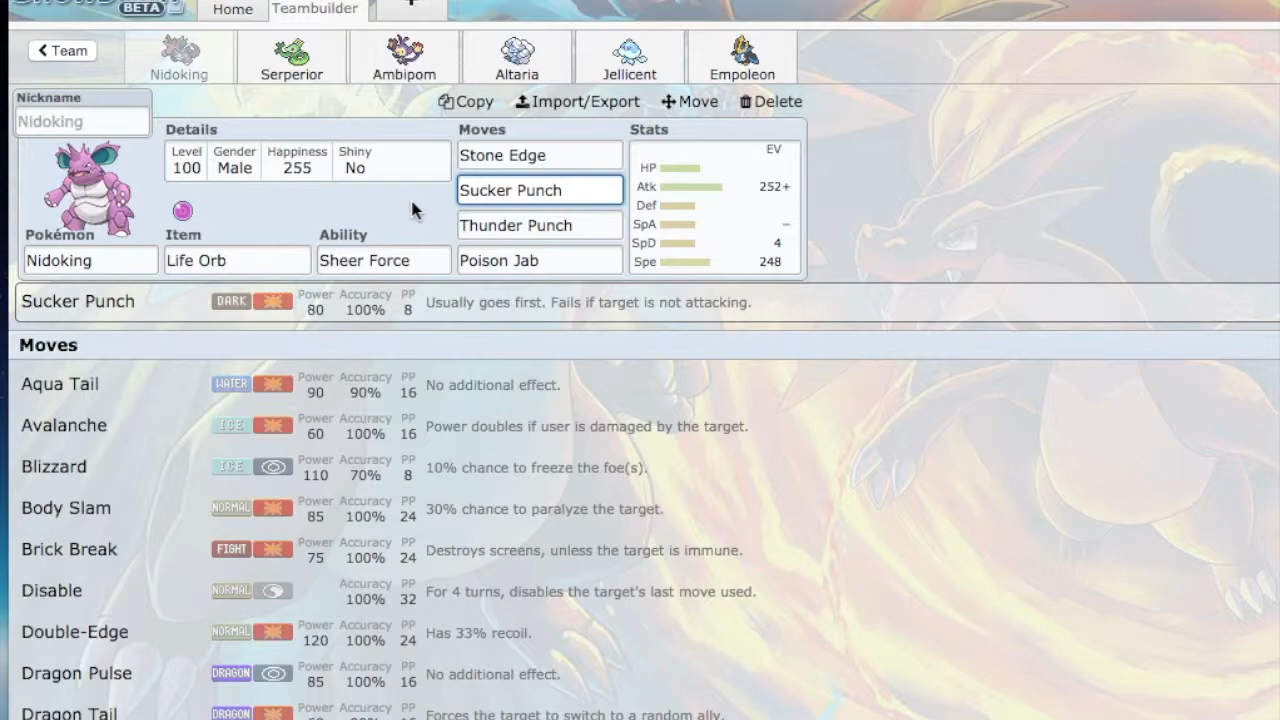 BETA
Home
Teambuilder
Team
Nidoking
Serperior
Ambipom
Altaria
Jellicent
Empoleon
Nickname
Nidoking
Copy
Import/Export
Move
Delete
Details
Moves
Stats
Level
Gender
Happiness
Shiny
100
Male
255
No
Stone Edge
Sucker Punch
Thunder Punch
Poison Jab
EV
HP
Atk 252+
Def
SpA –
SpD 4
Spe 248
Pokémon
Item
Ability
Nidoking
Life Orb
Sheer Force
Sucker Punch DARK Power 80 Accuracy 100% PP 8 Usually goes first. Fails if target is not attacking.
Moves
Aqua Tail WATER Power 90 Accuracy 90% PP 16 No additional effect.
Avalanche ICE Power 60 Accuracy 100% PP 16 Power doubles if user is damaged by the target.
Blizzard ICE Power 110 Accuracy 70% PP 8 10% chance to freeze the foe(s).
Body Slam NORMAL Power 85 Accuracy 100% PP 24 30% chance to paralyze the target.
Brick Break FIGHT Power 75 Accuracy 100% PP 24 Destroys screens, unless the target is immune.
Disable NORMAL Accuracy 100% PP 32 For 4 turns, disables the target's last move used.
Double-Edge NORMAL Power 120 Accuracy 100% PP 24 Has 33% recoil.
Dragon Pulse DRAGON Power 85 Accuracy 100% PP 16 No additional effect.
Dragon Tail DRAGON Power Accuracy PP Forces the target to switch to a random ally.